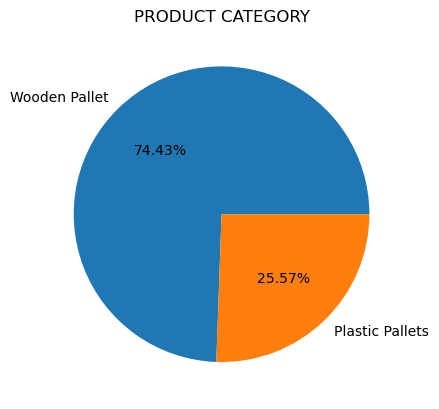 PRODUCT CATEGORY
Wooden Pallet
74.43%
25.57%
Plastic Pallets